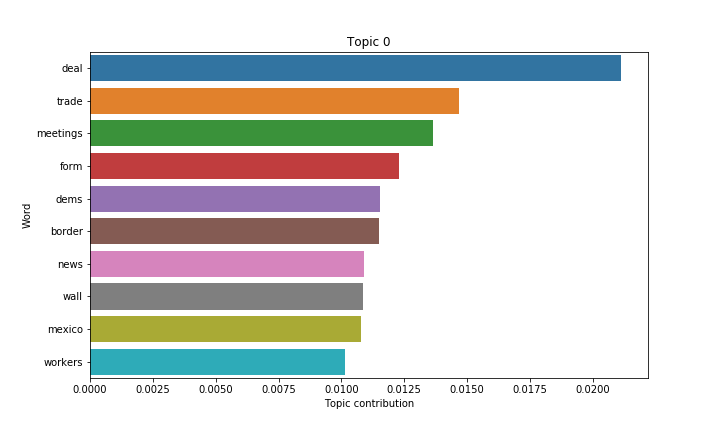 Topic 0
Word
deal
trade
meetings
form
dems
border
news
wall
mexico
workers
0.0000 0.0025 0.0050 0.0075 0.0100 0.0125 0.0150 0.0175 0.0200
Topic contribution